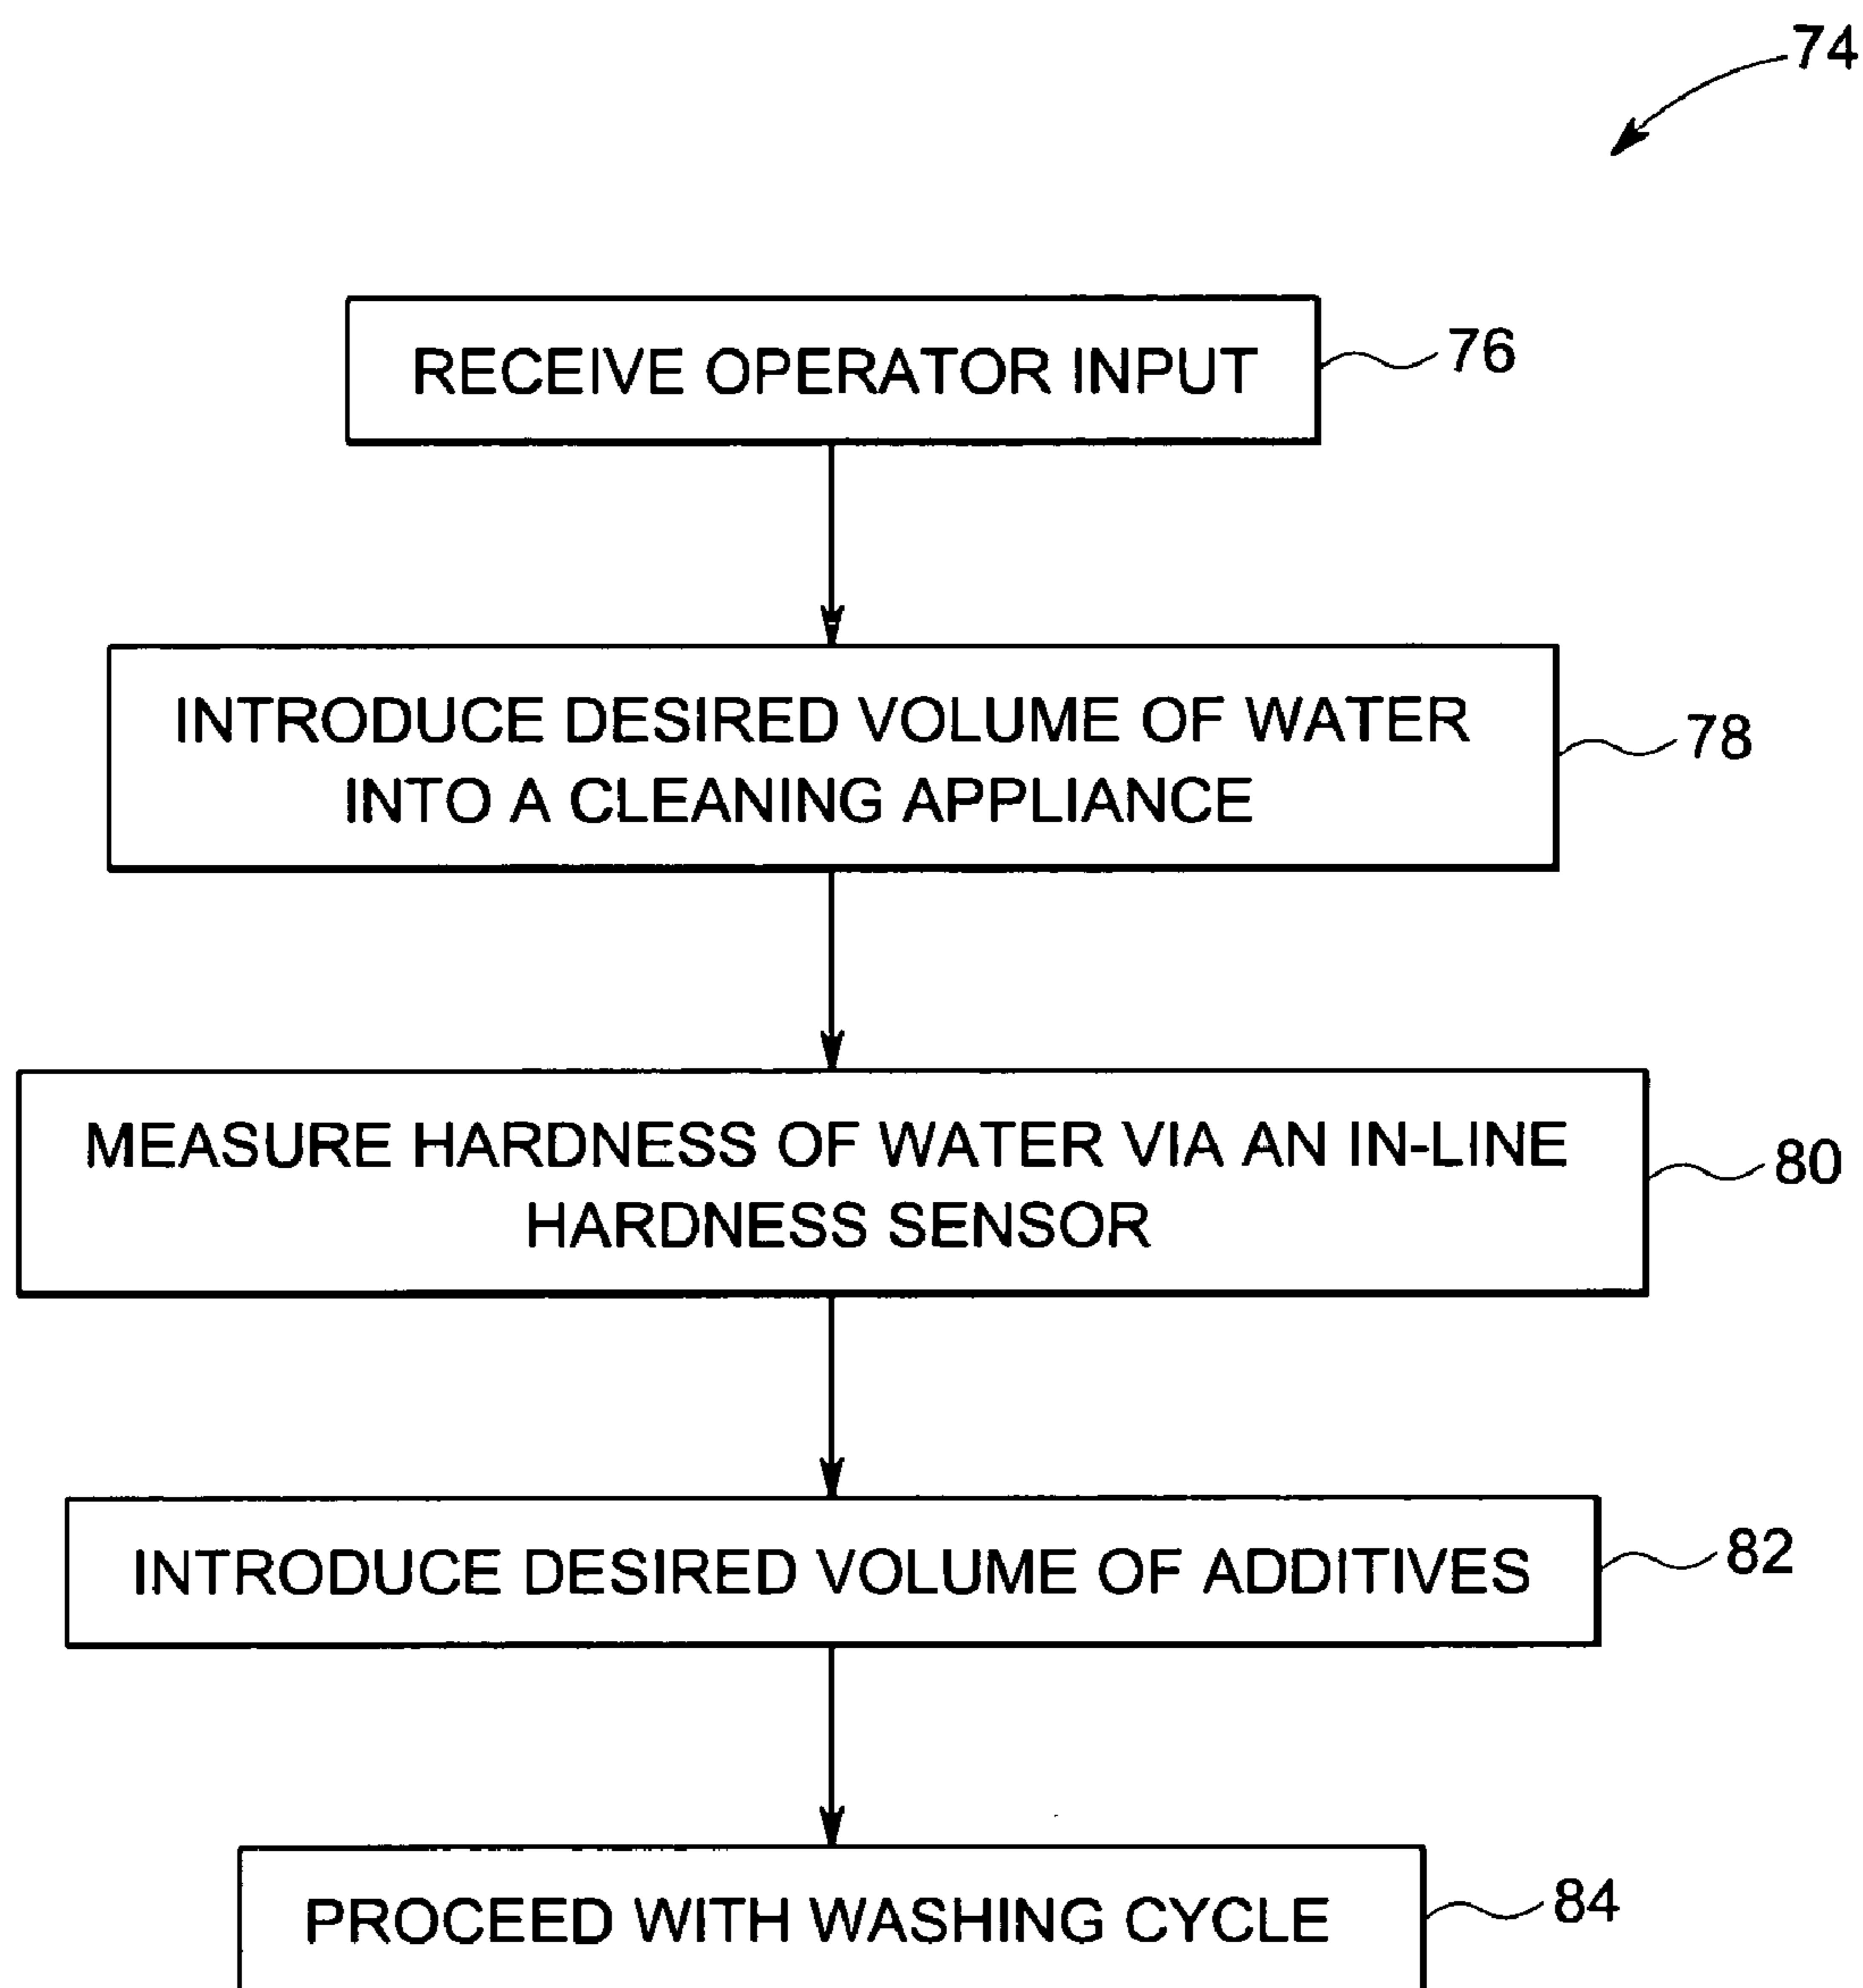 74
RECEIVE OPERATOR INPUT
76
INTRODUCE DESIRED VOLUME OF WATER
INTO A CLEANING APPLIANCE
78
MEASURE HARDNESS OF WATER VIA AN IN-LINE
HARDNESS SENSOR
80
INTRODUCE DESIRED VOLUME OF ADDITIVES
82
PROCEED WITH WASHING CYCLE
84